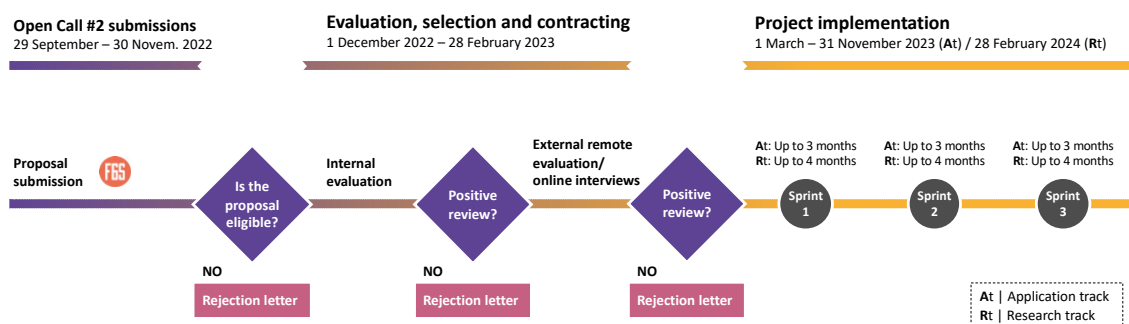 Open Call #2 submissions
29 September – 30 Novem. 2022
Evaluation, selection and contracting
1 December 2022 – 28 February 2023
Project implementation
1 March – 31 November 2023 (At) / 28 February 2024 (Rt)
Proposal
submission
F6S
Is the
proposal
eligible?
NO
Rejection letter
Internal
evaluation
Positive
review?
NO
Rejection letter
External remote
evaluation/
online interviews
Positive
review?
NO
Rejection letter
At: Up to 3 months
Rt: Up to 4 months
Sprint
1
At: Up to 3 months
Rt: Up to 4 months
Sprint
2
At: Up to 3 months
Rt: Up to 4 months
Sprint
3
At | Application track
Rt | Research track